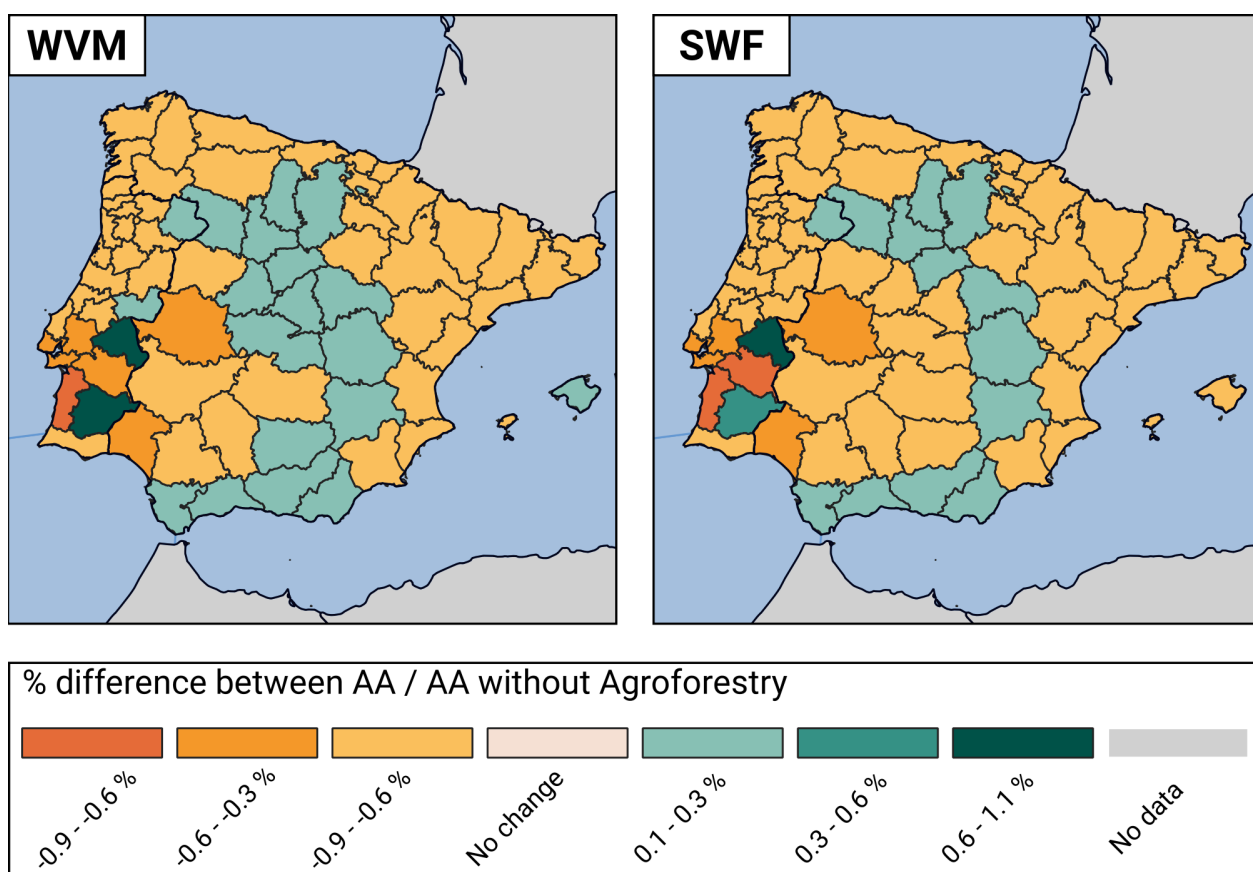 WVM
SWF
% difference between AA / AA without Agroforestry
-0.9 - -0.6 %
-0.6 - -0.3 %
-0.9 - -0.6 %
No change
0.1 - 0.3 %
0.3 - 0.6 %
0.6 - 1.1 %
No data